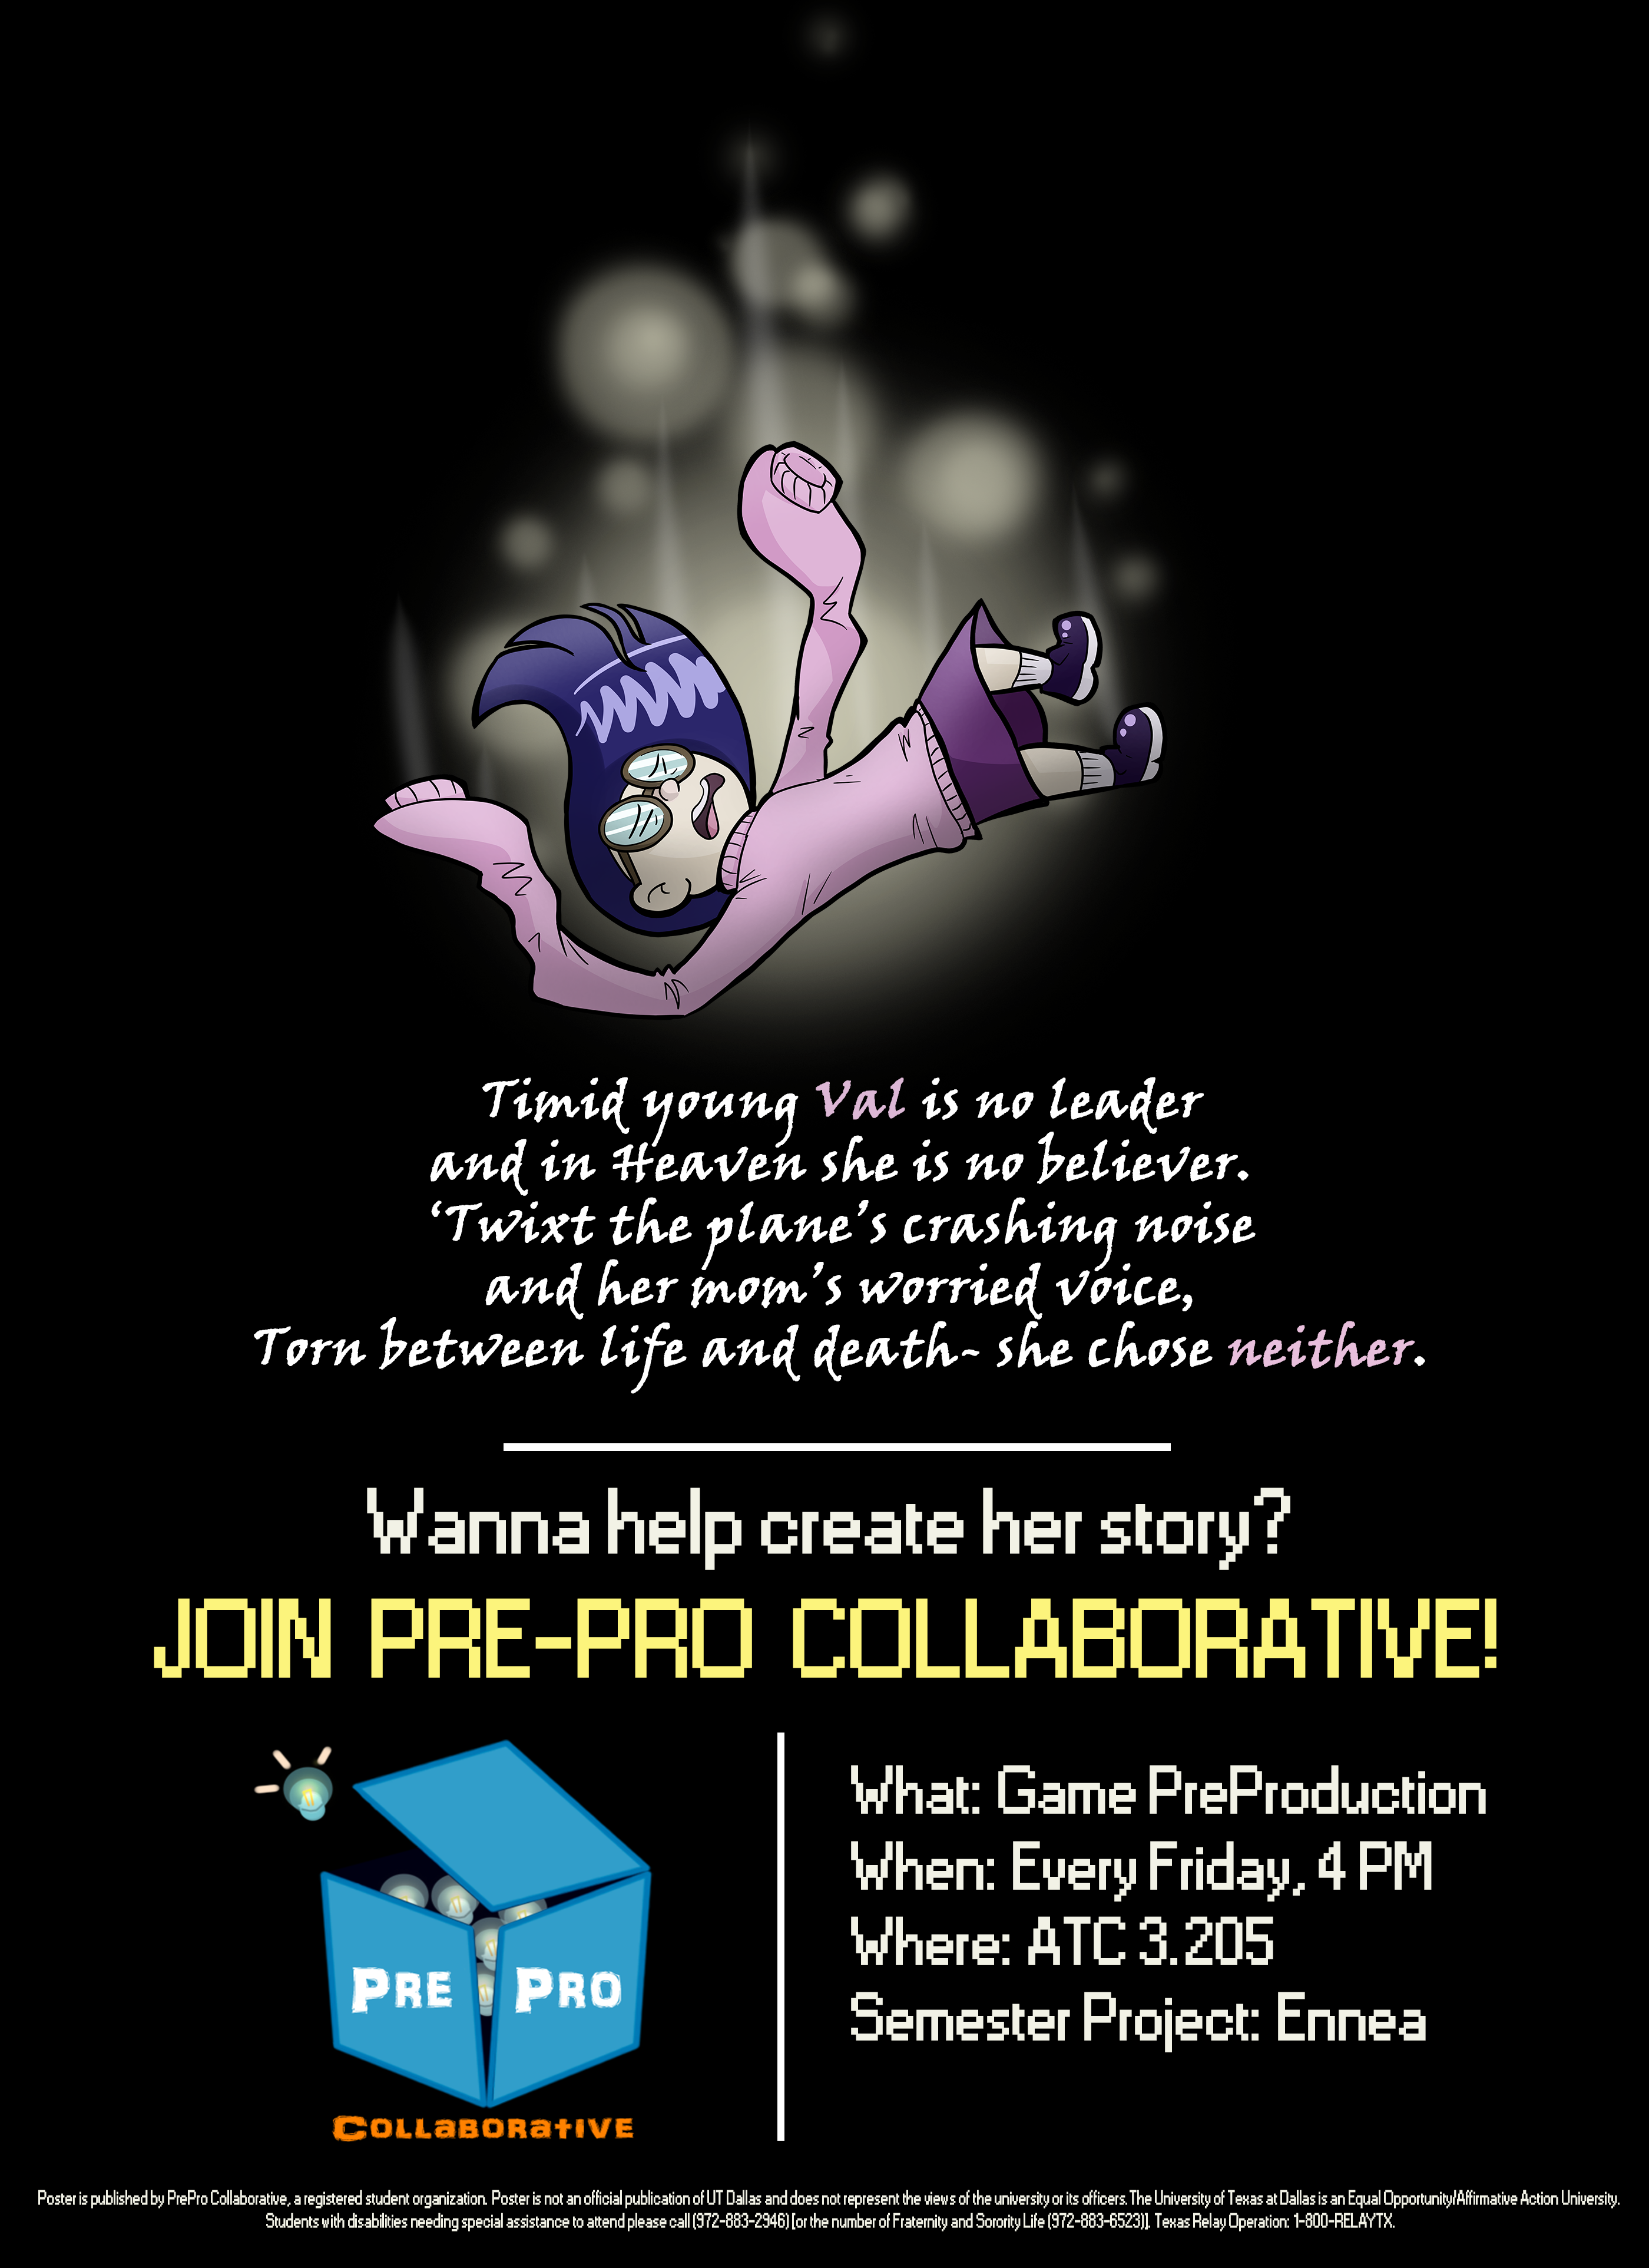 Timid young Val is no leader
and in Heaven she is no believer.
‘Twixt the plane’s crashing noise
and her mom’s worried voice,
Torn between life and death- she chose neither.
Wanna help create her story?
JOIN PRE-PRO COLLABORATIVE!
PRE PRO
COLLABORATIVE
What: Game PreProduction
When: Every Friday, 4 PM
Where: ATC 3.205
Semester Project: Ennea
Poster is published by PrePro Collaborative, a registered student organization. Poster is not an official publication of UT Dallas and does not represent the views of the university or its officers. The University of Texas at Dallas is an Equal Opportunity/Affirmative Action University.
Students with disabilities needing special assistance to attend please call (972-883-2946) [or the number of Fraternity and Sorority Life (972-883-6523)]. Texas Relay Operation: 1-800-RELAYTX.